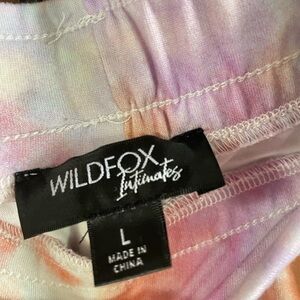 WILDFOX
Intimates
L
MADE IN
CHINA